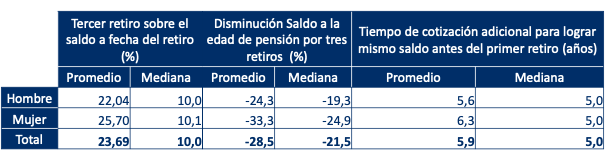 Tercer retiro sobre el saldo a fecha del retiro (%) Disminución Saldo a la edad de pensión por tres retiros (%) Tiempo de cotización adicional para lograr mismo saldo antes del primer retiro (años)
Promedio Mediana Promedio Mediana Promedio Mediana
Hombre 22,04 10,0 -24,3 -19,3 5,6 5,0
Mujer 25,70 10,1 -33,3 -24,9 6,3 5,0
Total 23,69 10,0 -28,5 -21,5 5,9 5,0